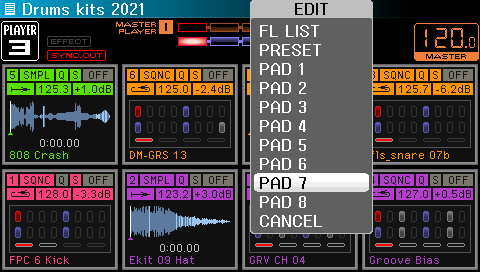 Drums kits 2021
PLAYER 3
EFFECT
SYNC.OUT
MASTER PLAYER 1
120.0
MASTER
EDIT
FL LIST
PRESET
PAD 1
PAD 2
PAD 3
PAD 4
PAD 5
PAD 6
PAD 7
PAD 8
CANCEL
5 SMPL Q S OFF
125.3 +1.0dB
0:00.00
808 Crash
6 SQNC Q S OFF
125.0 -2.4dB
DM-GRS 13
S OFF
125.7 -6.2dB
fls_snare 07b
1 SQNC Q S OFF
128.0 -3.3dB
FPC 6 Kick
2 SMPL Q S OFF
123.2 +3.0dB
0:00.00
Ekit 09 Hat
GRV CH 04
Q S OFF
127.0 +0.5dB
Groove Bias